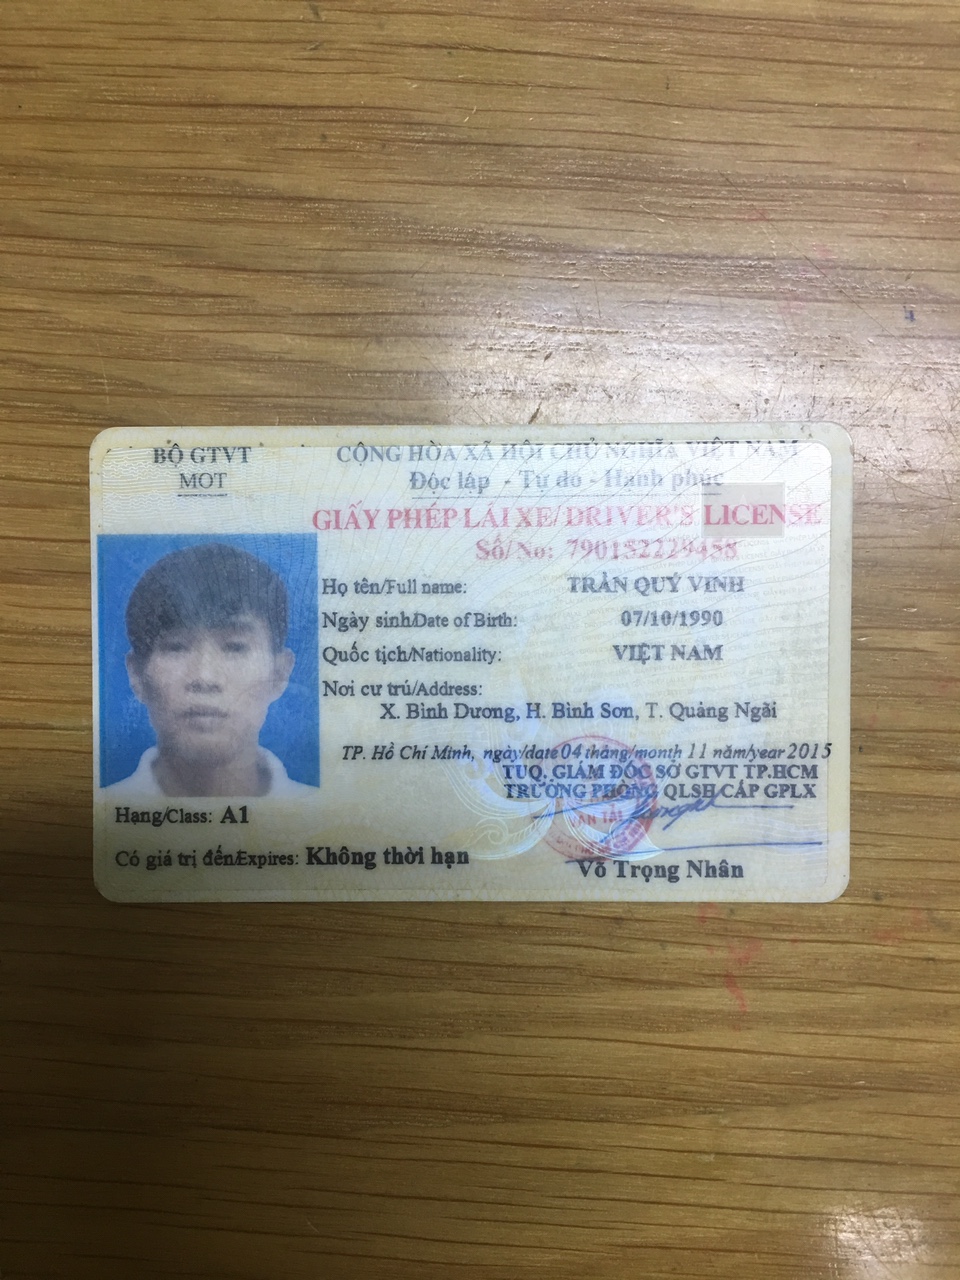 BỘ GTVT
MOT
CỘNG HÒA XÃ HỘI CHỦ NGHĨA VIỆT NAM
Độc lập - Tự do - Hạnh phúc
GIẤY PHÉP LÁI XE/ DRIVER'S LICENSE
Số/No: 790152229458
Họ tên/Full name: TRẦN QUÝ VINH
Ngày sinh/Date of Birth: 07/10/1990
Quốc tịch/Nationality: VIỆT NAM
Nơi cư trú/Address:
X. Bình Dương, H. Bình Sơn, T. Quảng Ngãi
TP. Hồ Chí Minh, ngày/date 04 tháng/month 11 năm/year 2015
TUQ. GIÁM ĐỐC SỞ GTVT TP.HCM
TRƯỞNG PHÒNG QLSH CẤP GPLX
VẬN TẢI
Hạng/Class: A1
Có giá trị đến/Expires: Không thời hạn
Võ Trọng Nhân